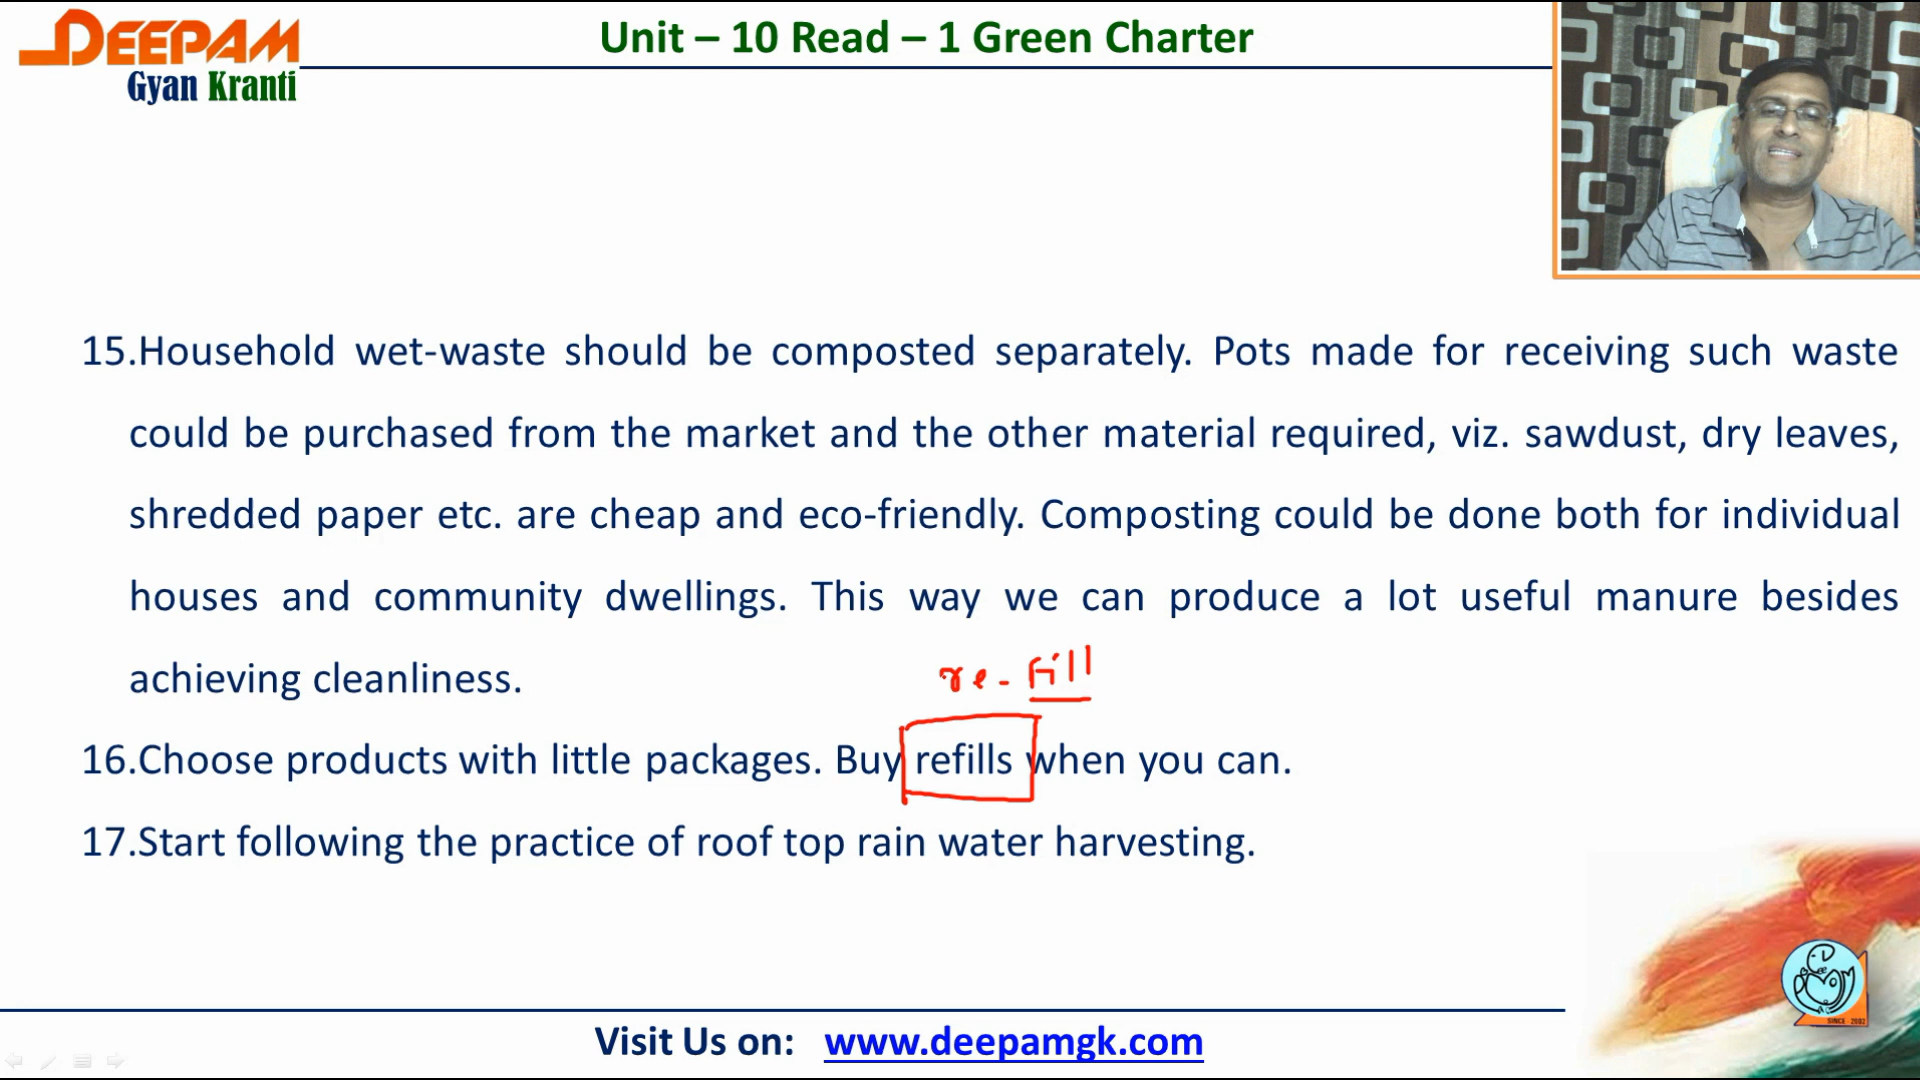 DEEPAM
Gyan Kranti
Unit – 10 Read – 1 Green Charter
15.Household wet-waste should be composted separately. Pots made for receiving such waste
could be purchased from the market and the other material required, viz. sawdust, dry leaves,
shredded paper etc. are cheap and eco-friendly. Composting could be done both for individual
houses and community dwellings. This way we can produce a lot useful manure besides
achieving cleanliness.
re-fill
16.Choose products with little packages. Buy refills when you can.
17.Start following the practice of roof top rain water harvesting.
SINCE - 2002
Visit Us on: www.deepamgk.com